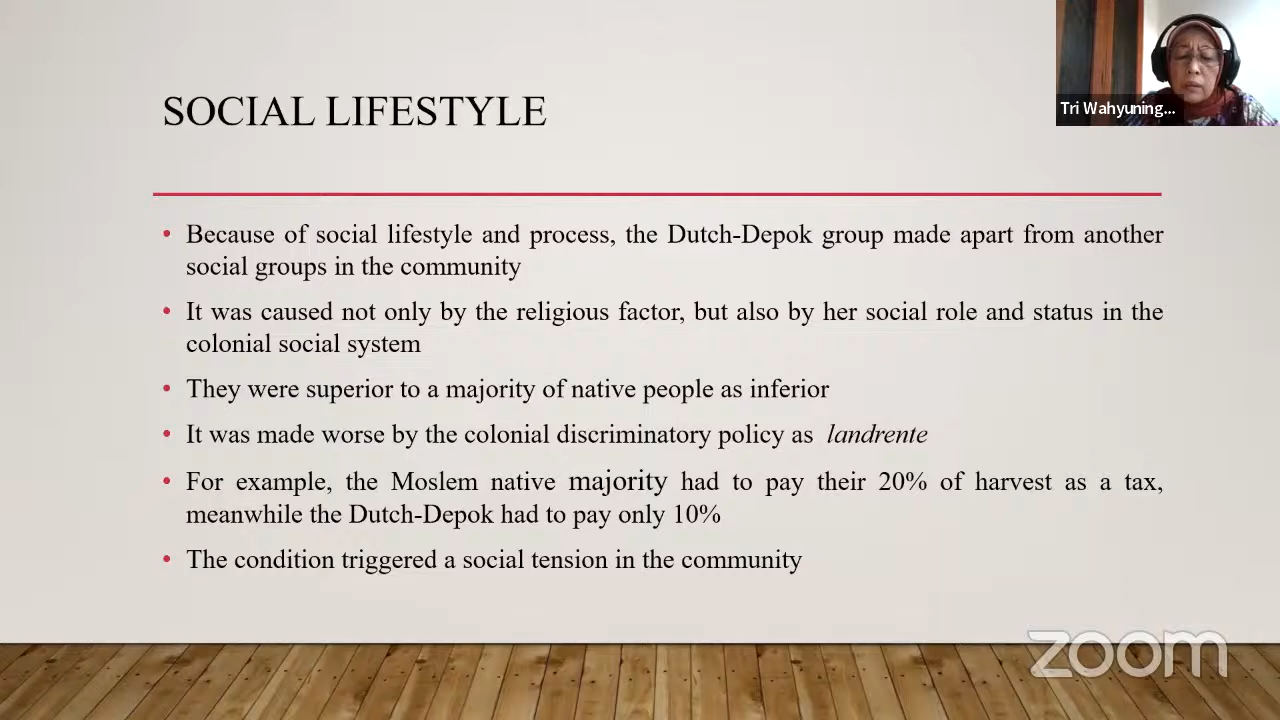 SOCIAL LIFESTYLE
Tri Wahyuning...
• Because of social lifestyle and process, the Dutch-Depok group made apart from another
social groups in the community
• It was caused not only by the religious factor, but also by her social role and status in the
colonial social system
• They were superior to a majority of native people as inferior
• It was made worse by the colonial discriminatory policy as landrente
• For example, the Moslem native majority had to pay their 20% of harvest as a tax,
meanwhile the Dutch-Depok had to pay only 10%
• The condition triggered a social tension in the community
zoom